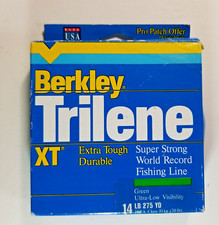 USA
Pro Patch Offer
Berkley
Trilene
XT
Extra Tough
Durable
Super Strong
World Record
Fishing Line
Green
Ultra-Low Visibility
14 LB 275 YD